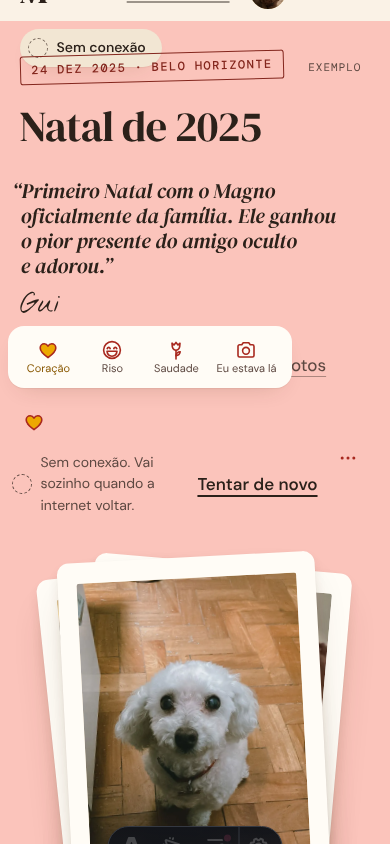 Sem conexão
24 DEZ 2025 · BELO HORIZONTE
EXEMPLO
Natal de 2025
“Primeiro Natal com o Magno
oficialmente da família. Ele ganhou
o pior presente do amigo oculto
e adorou.”
Gui
Coração
Riso
Saudade
Eu estava lá
otos
Sem conexão. Vai
sozinho quando a
internet voltar.
Tentar de novo